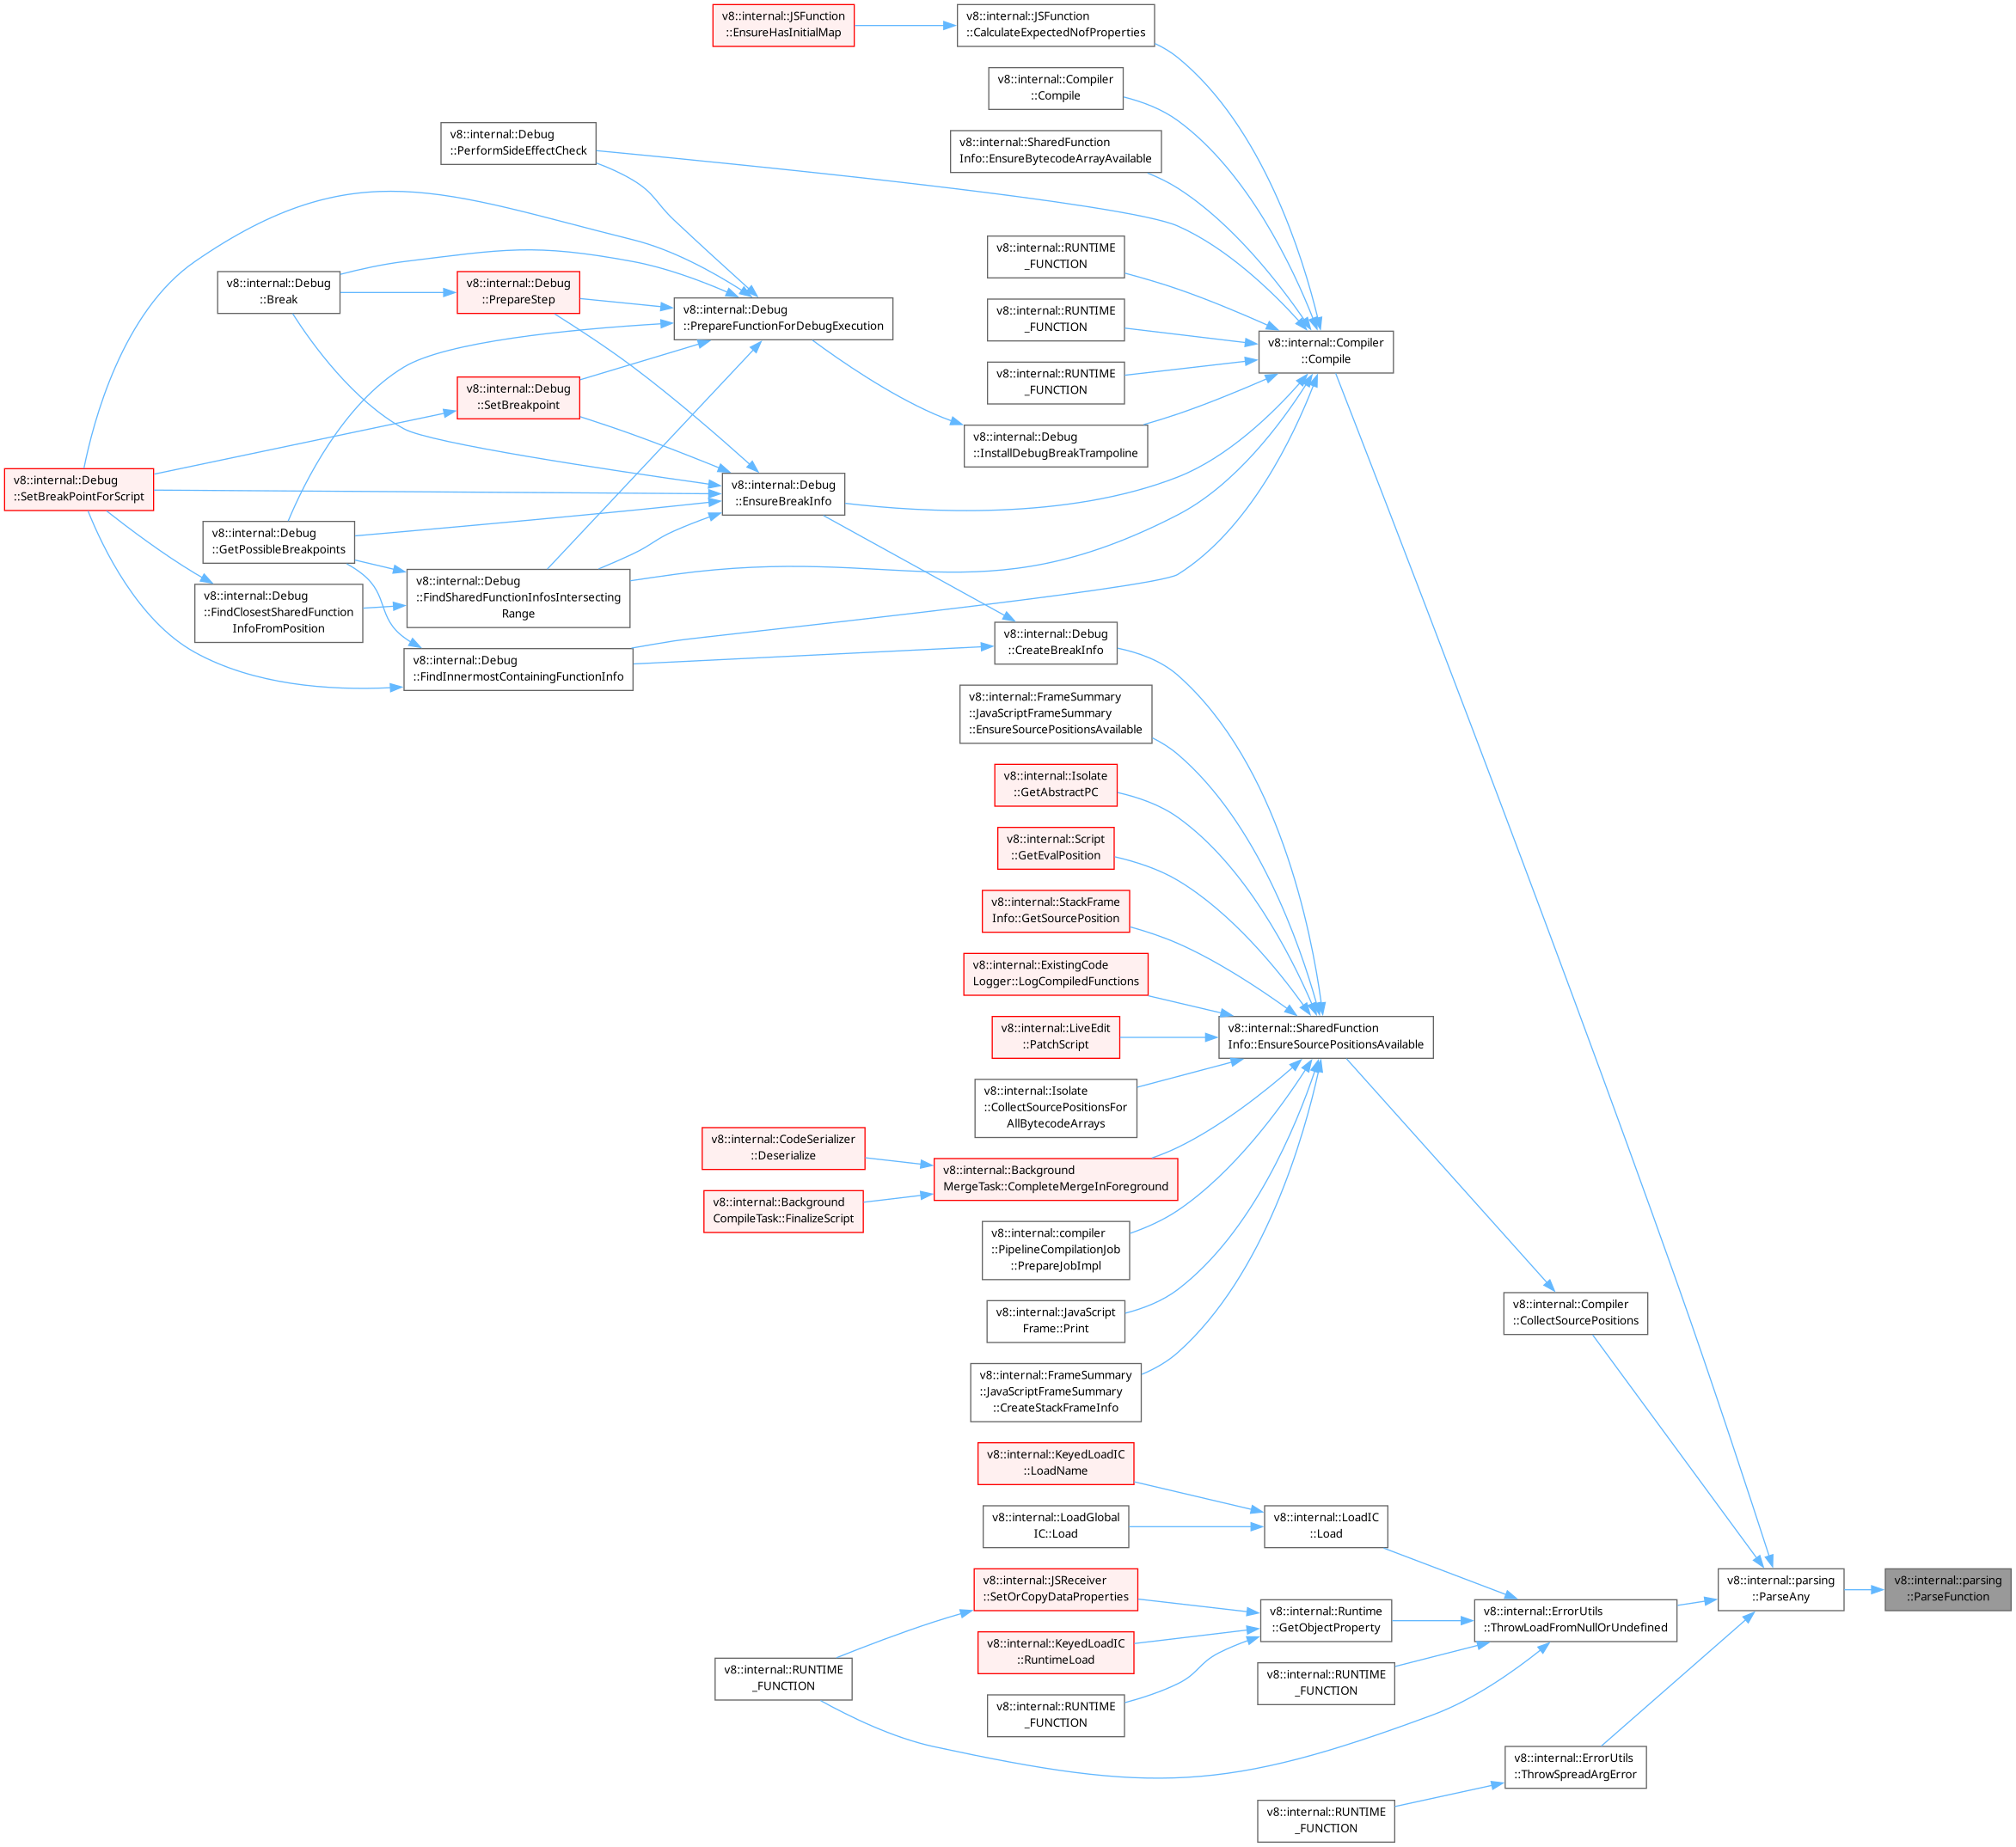 v8::internal::JSFunction
::EnsureHasInitialMap
v8::internal::JSFunction
::CalculateExpectedNofProperties
v8::internal::Compiler
::Compile
v8::internal::Debug
::PerformSideEffectCheck
v8::internal::SharedFunction
Info::EnsureBytecodeArrayAvailable
v8::internal::RUNTIME
_FUNCTION
v8::internal::Debug
::Break
v8::internal::Debug
::PrepareStep
v8::internal::Debug
::PrepareFunctionForDebugExecution
v8::internal::RUNTIME
_FUNCTION
v8::internal::Compiler
::Compile
v8::internal::RUNTIME
_FUNCTION
v8::internal::Debug
::SetBreakpoint
v8::internal::Debug
::InstallDebugBreakTrampoline
v8::internal::Debug
::SetBreakPointForScript
v8::internal::Debug
::EnsureBreakInfo
v8::internal::Debug
::GetPossibleBreakpoints
v8::internal::Debug
::FindSharedFunctionInfosIntersecting
Range
v8::internal::Debug
::FindClosestSharedFunction
InfoFromPosition
v8::internal::Debug
::CreateBreakInfo
v8::internal::Debug
::FindInnermostContainingFunctionInfo
v8::internal::FrameSummary
::JavaScriptFrameSummary
::EnsureSourcePositionsAvailable
v8::internal::Isolate
::GetAbstractPC
v8::internal::Script
::GetEvalPosition
v8::internal::StackFrame
Info::GetSourcePosition
v8::internal::ExistingCode
Logger::LogCompiledFunctions
v8::internal::LiveEdit
::PatchScript
v8::internal::SharedFunction
Info::EnsureSourcePositionsAvailable
v8::internal::Isolate
::CollectSourcePositionsFor
AllBytecodeArrays
v8::internal::CodeSerializer
::Deserialize
v8::internal::Background
MergeTask::CompleteMergeInForeground
v8::internal::Background
CompileTask::FinalizeScript
v8::internal::compiler
::PipelineCompilationJob
::PrepareJobImpl
v8::internal::JavaScript
Frame::Print
v8::internal::Compiler
::CollectSourcePositions
v8::internal::FrameSummary
::JavaScriptFrameSummary
::CreateStackFrameInfo
v8::internal::KeyedLoadIC
::LoadName
v8::internal::LoadGlobal
IC::Load
v8::internal::LoadIC
::Load
v8::internal::JSReceiver
::SetOrCopyDataProperties
v8::internal::Runtime
::GetObjectProperty
v8::internal::ErrorUtils
::ThrowLoadFromNullOrUndefined
v8::internal::parsing
::ParseAny
v8::internal::parsing
::ParseFunction
v8::internal::KeyedLoadIC
::RuntimeLoad
v8::internal::RUNTIME
_FUNCTION
v8::internal::RUNTIME
_FUNCTION
v8::internal::RUNTIME
_FUNCTION
v8::internal::ErrorUtils
::ThrowSpreadArgError
v8::internal::RUNTIME
_FUNCTION